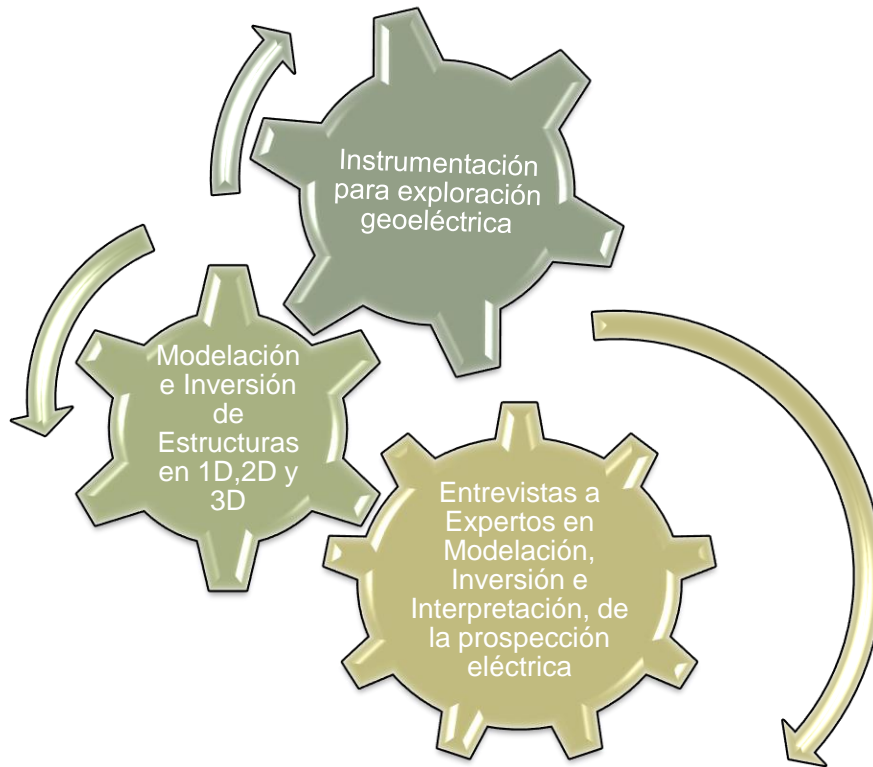 Instrumentación
para exploración
geoeléctrica
Modelación
e Inversión
de
Estructuras
en 1D,2D y
3D
Entrevistas a
Expertos en
Modelación,
Inversión e
Interpretación, de
la prospección
eléctrica